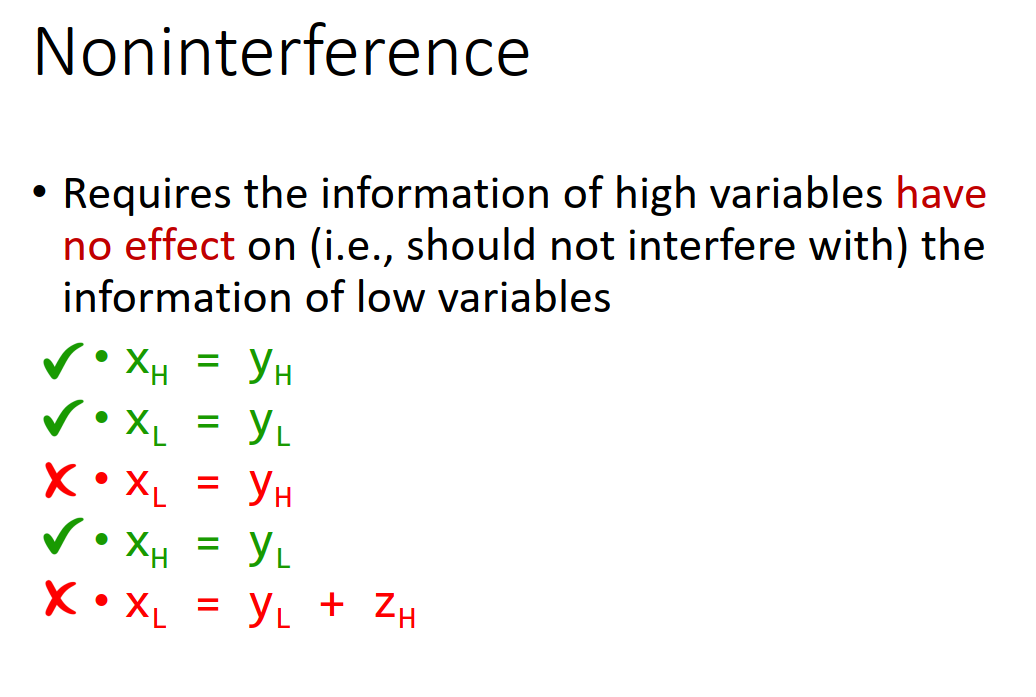 Noninterference
• Requires the information of high variables have
no effect on (i.e., should not interfere with) the
information of low variables
✔ • x_H = y_H
✔ • x_L = y_L
✘ • x_L = y_H
✔ • x_H = y_L
✘ • x_L = y_L + z_H